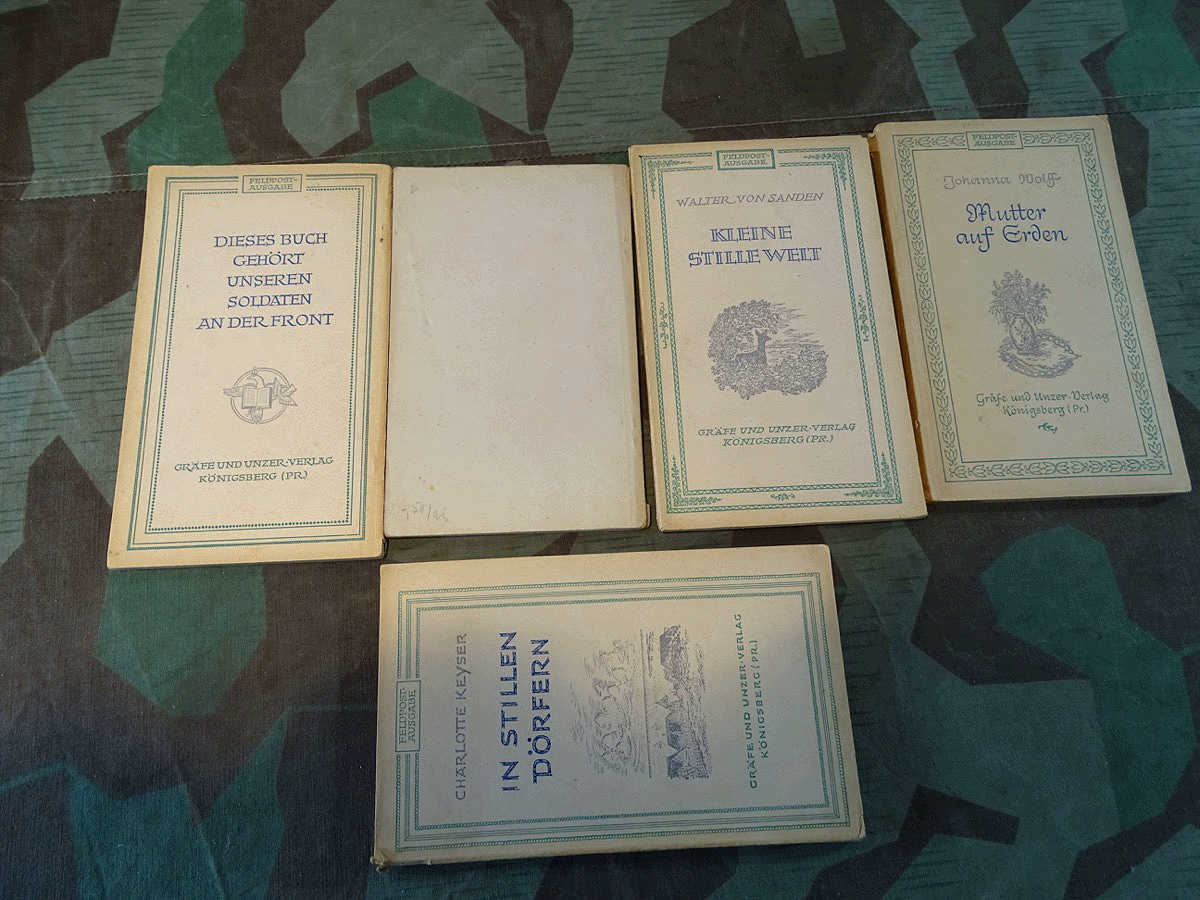 FELDPOST-
AUSGABE
DIESES BUCH
GEHÖRT
UNSEREN
SOLDATEN
AN DER FRONT
GRÄFE UND UNZER-VERLAG
KÖNIGSBERG (PR.)
FELDPOST-
AUSGABE
WALTER VON SANDEN
KLEINE
STILLE WELT
GRÄFE UND UNZER-VERLAG
KÖNIGSBERG (PR.)
FELDPOST-
AUSGABE
Johanna Wolff
Mutter
auf Erden
Gräfe und Unzer-Verlag
Königsberg (Pr.)
FELDPOST-
AUSGABE
CHARLOTTE KEYSER
IN STILLEN
DÖRFERN
GRÄFE UND UNZER-VERLAG
KÖNIGSBERG (PR.)